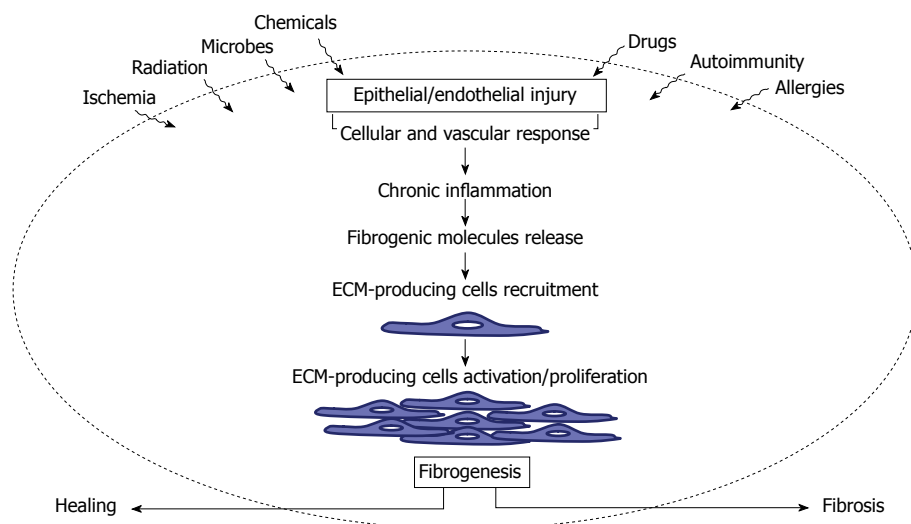 Chemicals
Microbes
Radiation
Ischemia
Drugs
Autoimmunity
Allergies
Epithelial/endothelial injury
Cellular and vascular response
Chronic inflammation
Fibrogenic molecules release
ECM-producing cells recruitment
ECM-producing cells activation/proliferation
Fibrogenesis
Healing
Fibrosis